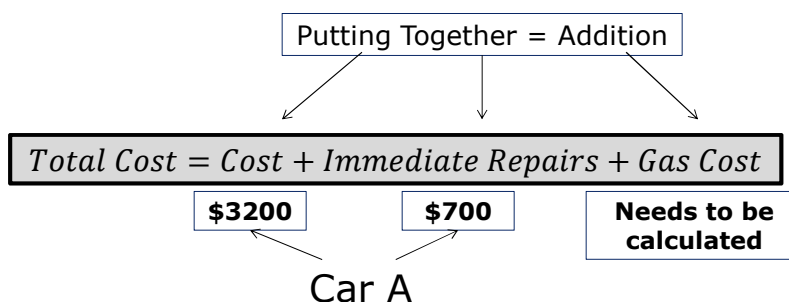 Putting Together = Addition
Total Cost = Cost + Immediate Repairs + Gas Cost
$3200
$700
Needs to be
calculated
Car A